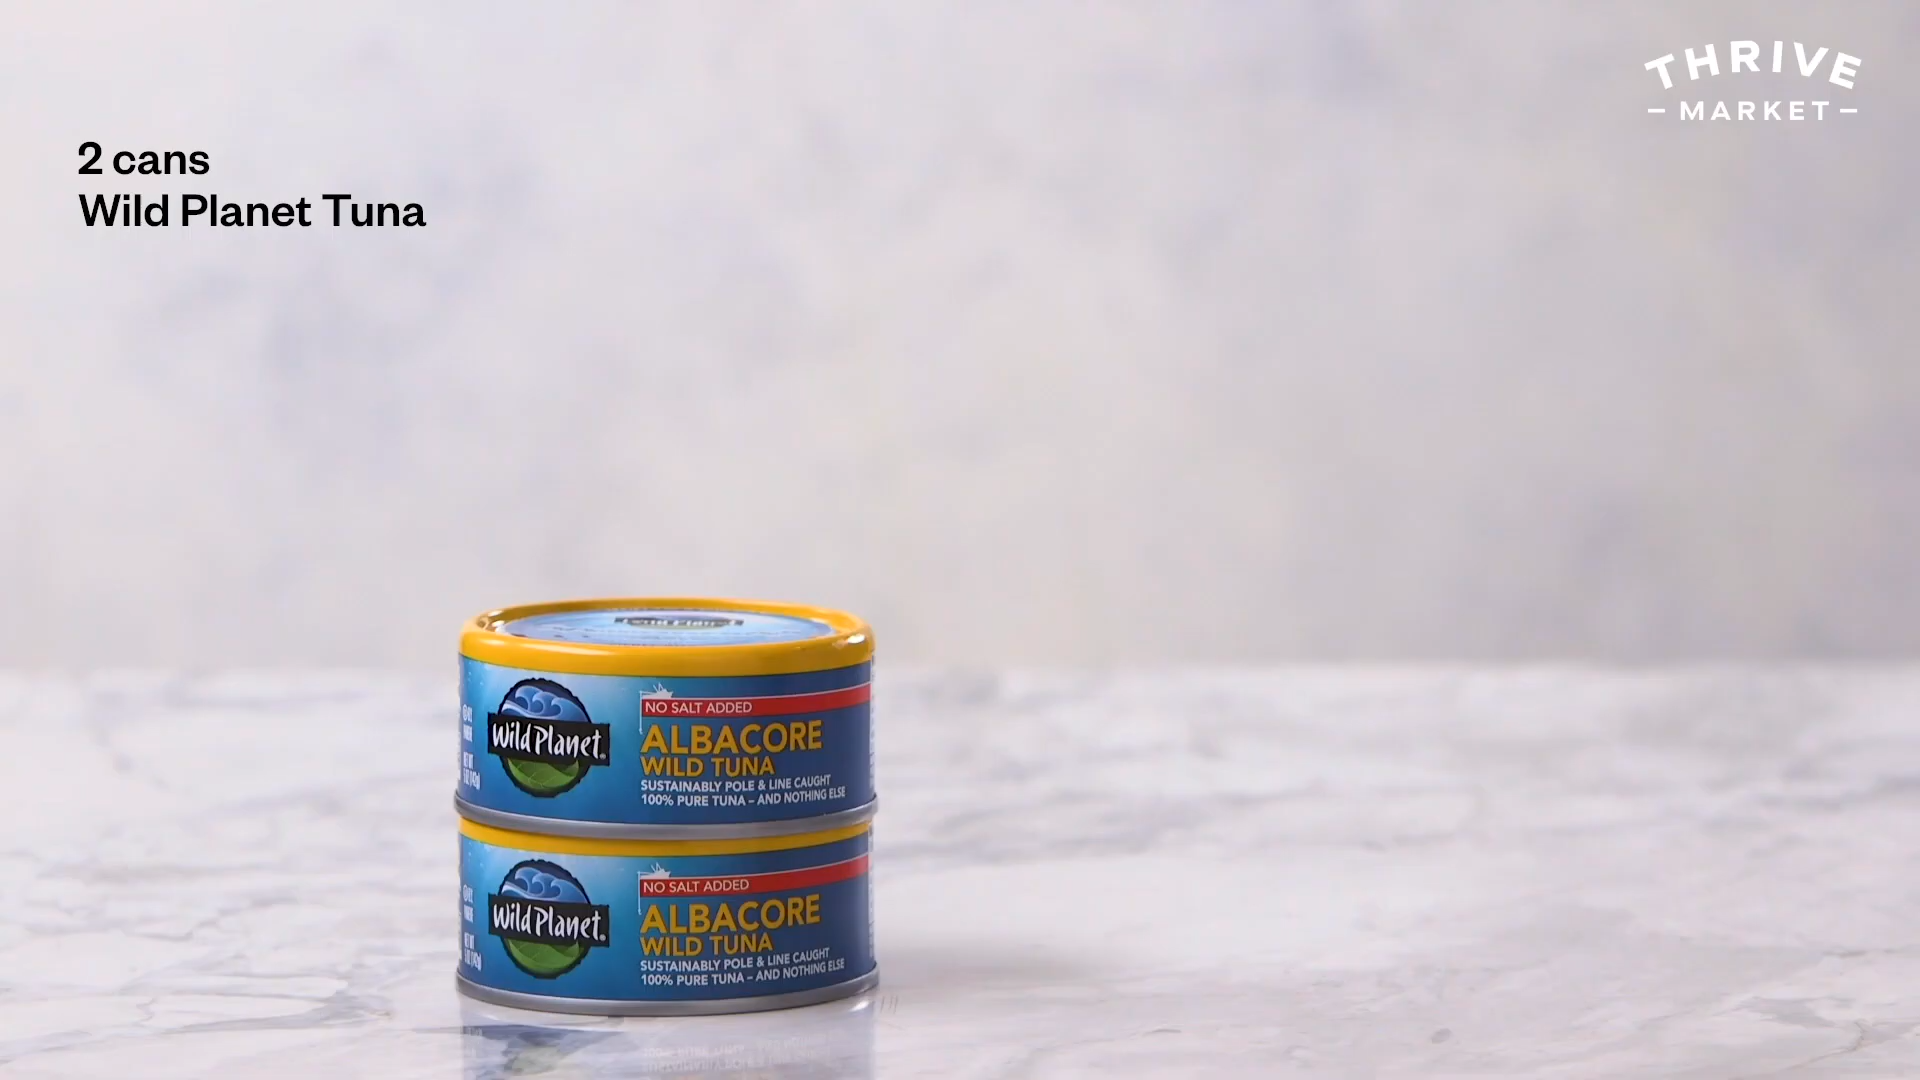 THRIVE
MARKET
2 cans
Wild Planet Tuna
Wild Planet
NO SALT ADDED
ALBACORE
WILD TUNA
SUSTAINABLY POLE & LINE CAUGHT
100% PURE TUNA – AND NOTHING ELSE
Wild Planet
NO SALT ADDED
ALBACORE
WILD TUNA
SUSTAINABLY POLE & LINE CAUGHT
100% PURE TUNA – AND NOTHING ELSE